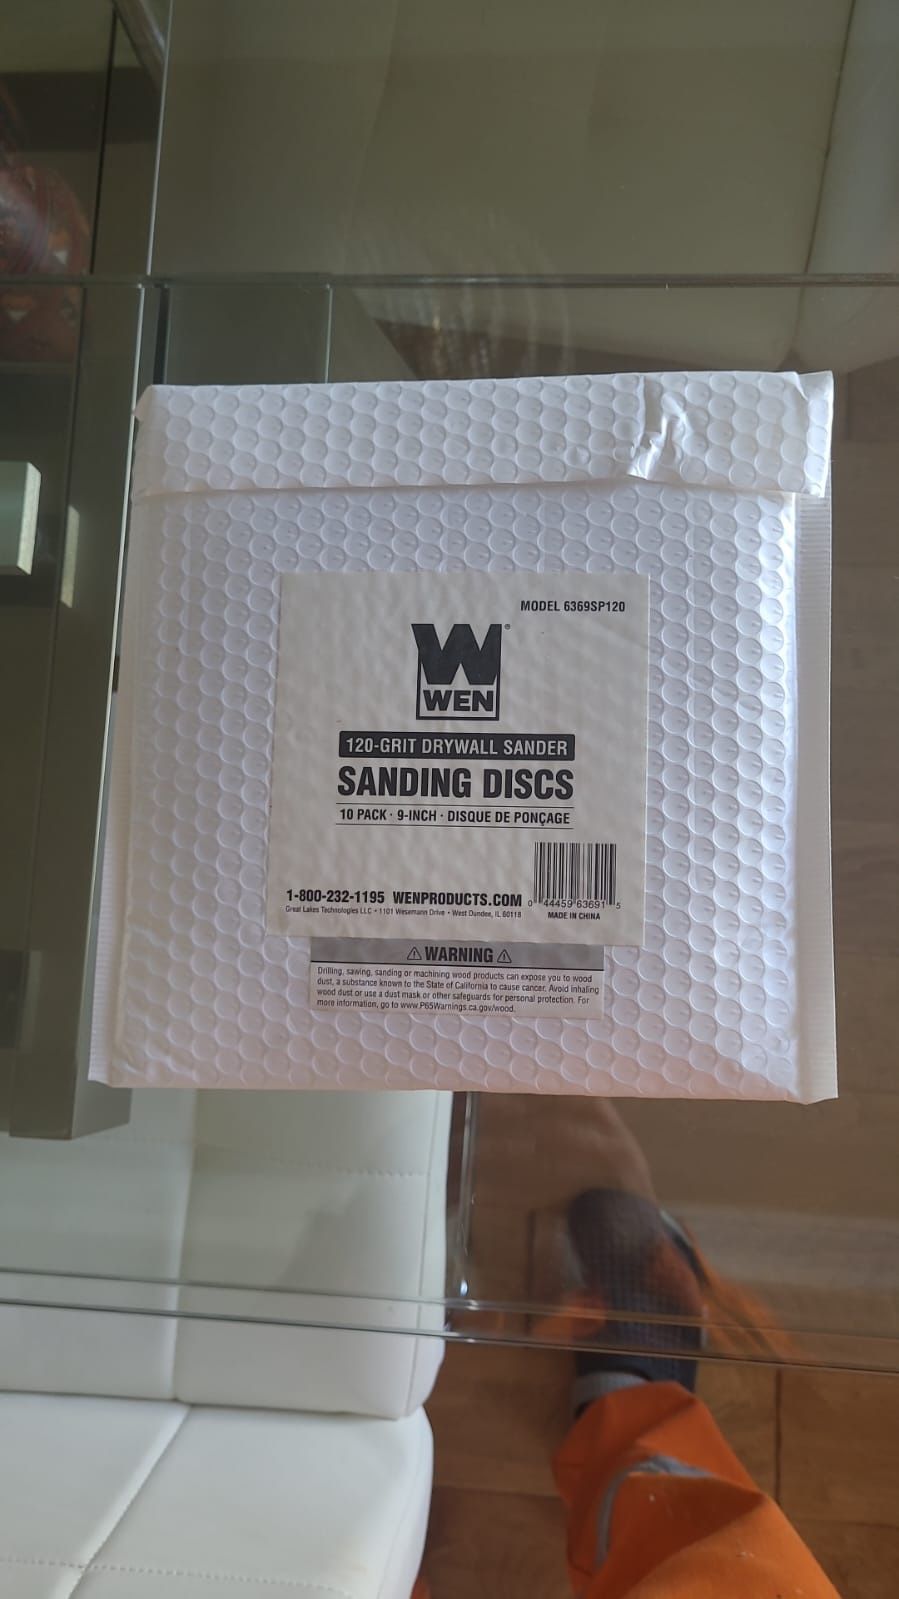 MODEL 6369SP120
W®
WEN
120-GRIT DRYWALL SANDER
SANDING DISCS
10 PACK · 9-INCH · DISQUE DE PONÇAGE
1-800-232-1195 WENPRODUCTS.COM
Great Lakes Technologies LLC • 1101 Wesemann Drive • West Dundee, IL 60118
0 44459 63691 5
MADE IN CHINA
⚠ WARNING ⚠
Drilling, sawing, sanding or machining wood products can expose you to wood
dust, a substance known to the State of California to cause cancer. Avoid inhaling
wood dust or use a dust mask or other safeguards for personal protection. For
more information, go to www.P65Warnings.ca.gov/wood.